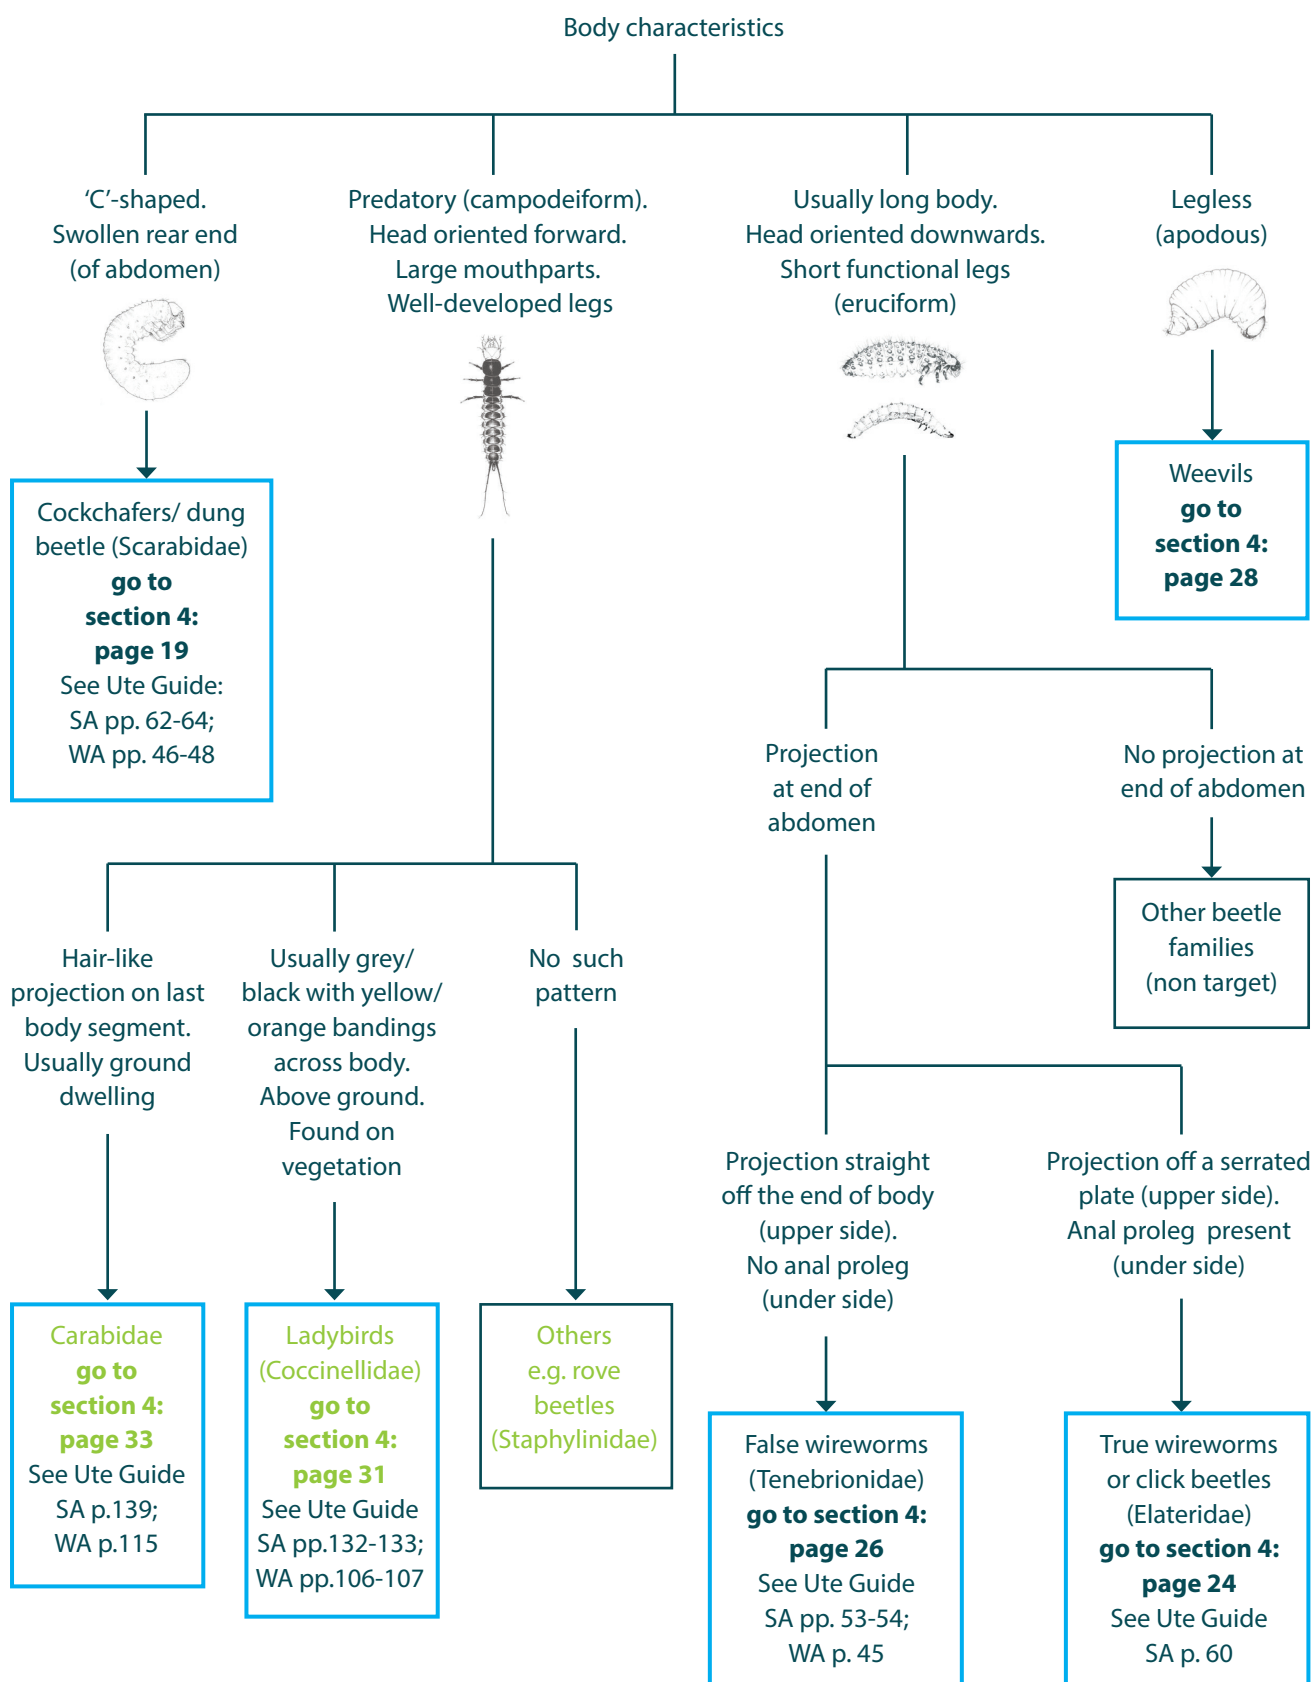 Body characteristics
‘C’-shaped.
Swollen rear end
(of abdomen)
Predatory (campodeiform).
Head oriented forward.
Large mouthparts.
Well-developed legs
Usually long body.
Head oriented downwards.
Short functional legs
(eruciform)
Legless
(apodous)
Cockchafers/ dung
beetle (Scarabidae)
go to
section 4:
page 19
See Ute Guide:
SA pp. 62-64;
WA pp. 46-48
Weevils
go to
section 4:
page 28
Projection
at end of
abdomen
No projection at
end of abdomen
Other beetle
families
(non target)
Hair-like
projection on last
body segment.
Usually ground
dwelling
Usually grey/
black with yellow/
orange bandings
across body.
Above ground.
Found on
vegetation
No such
pattern
Projection straight
off the end of body
(upper side).
No anal proleg
(under side)
Projection off a serrated
plate (upper side).
Anal proleg present
(under side)
Carabidae
go to
section 4:
page 33
See Ute Guide
SA p.139;
WA p.115
Ladybirds
(Coccinellidae)
go to
section 4:
page 31
See Ute Guide
SA pp.132-133;
WA pp.106-107
Others
e.g. rove
beetles
(Staphylinidae)
False wireworms
(Tenebrionidae)
go to section 4:
page 26
See Ute Guide
SA pp. 53-54;
WA p. 45
True wireworms
or click beetles
(Elateridae)
go to section 4:
page 24
See Ute Guide
SA p. 60